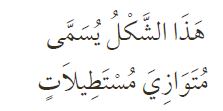 هَذَا الشَّكْلُ يُسَمَّى
مُتَوَازِيَ مُسْتَطِيلَاتٍ